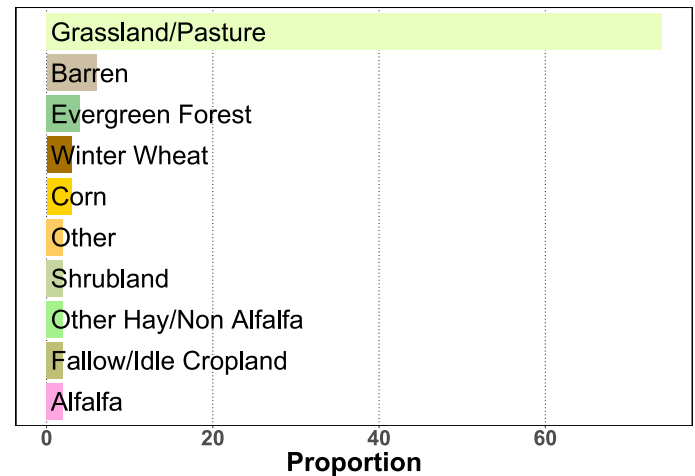 Grassland/Pasture
Barren
Evergreen Forest
Winter Wheat
Corn
Other
Shrubland
Other Hay/Non Alfalfa
Fallow/Idle Cropland
Alfalfa
0 20 40 60
Proportion